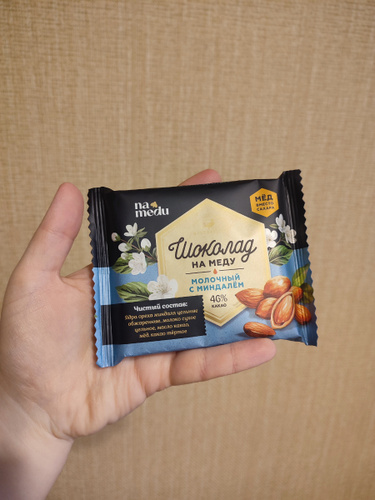 na
medu
МЁД
ВМЕСТО
САХАРА
Шоколад
НА МЕДУ
МОЛОЧНЫЙ
С МИНДАЛЁМ
46%
КАКАО
Чистый состав:
Ядра ореха миндаля цельные
обжаренные, молоко сухое
цельное, масло какао,
мёд, какао тёртое